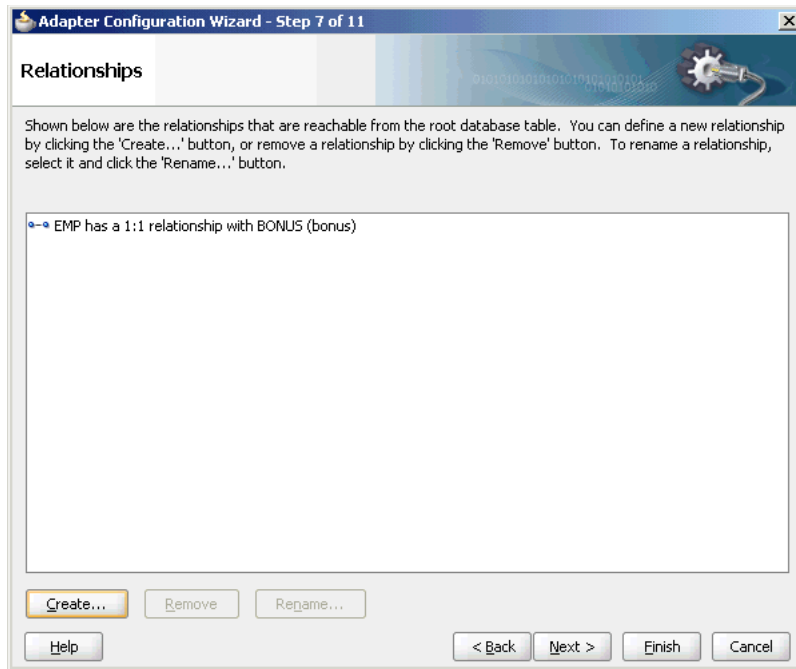 Adapter Configuration Wizard - Step 7 of 11
Relationships
Shown below are the relationships that are reachable from the root database table. You can define a new relationship
by clicking the 'Create...' button, or remove a relationship by clicking the 'Remove' button. To rename a relationship,
select it and click the 'Rename...' button.
EMP has a 1:1 relationship with BONUS (bonus)
Create... Remove Rename...
Help < Back Next > Finish Cancel